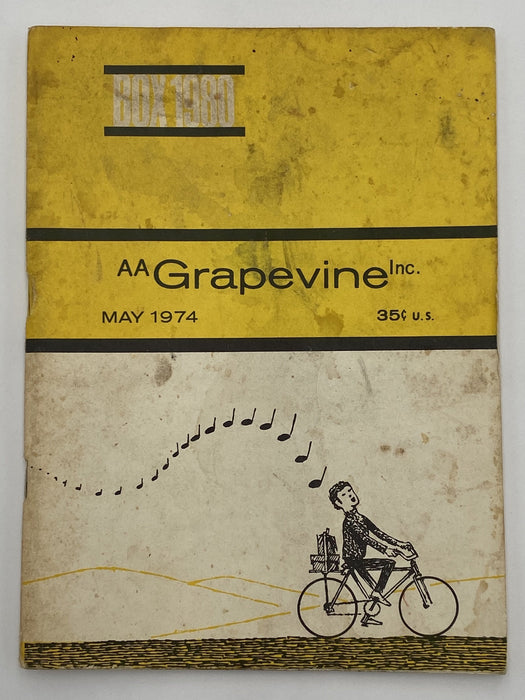 BOX 1980
AA Grapevine Inc.
MAY 1974 35¢ U.S.